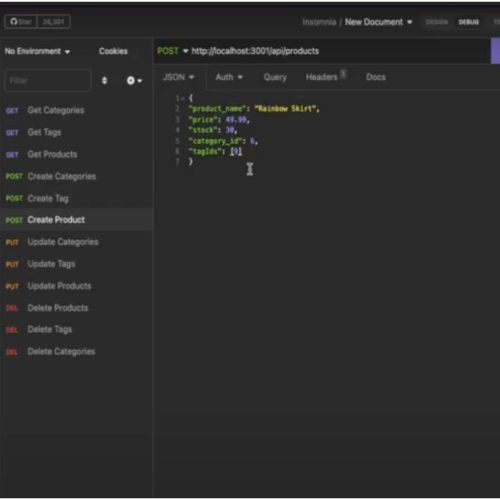 Star 28,301
Insomnia / New Document
DESIGN DEBUG
No Environment
Cookies
POST http://localhost:3001/api/products
Filter
JSON Auth Query Headers 1 Docs
GET Get Categories
GET Get Tags
GET Get Products
POST Create Categories
POST Create Tag
POST Create Product
PUT Update Categories
PUT Update Tags
PUT Update Products
DEL Delete Products
DEL Delete Tags
DEL Delete Categories
1 {
2 "product_name": "Rainbow Skirt",
3 "price": 49.99,
4 "stock": 30,
5 "category_id": 6,
6 "tagIds": [9]
7 }